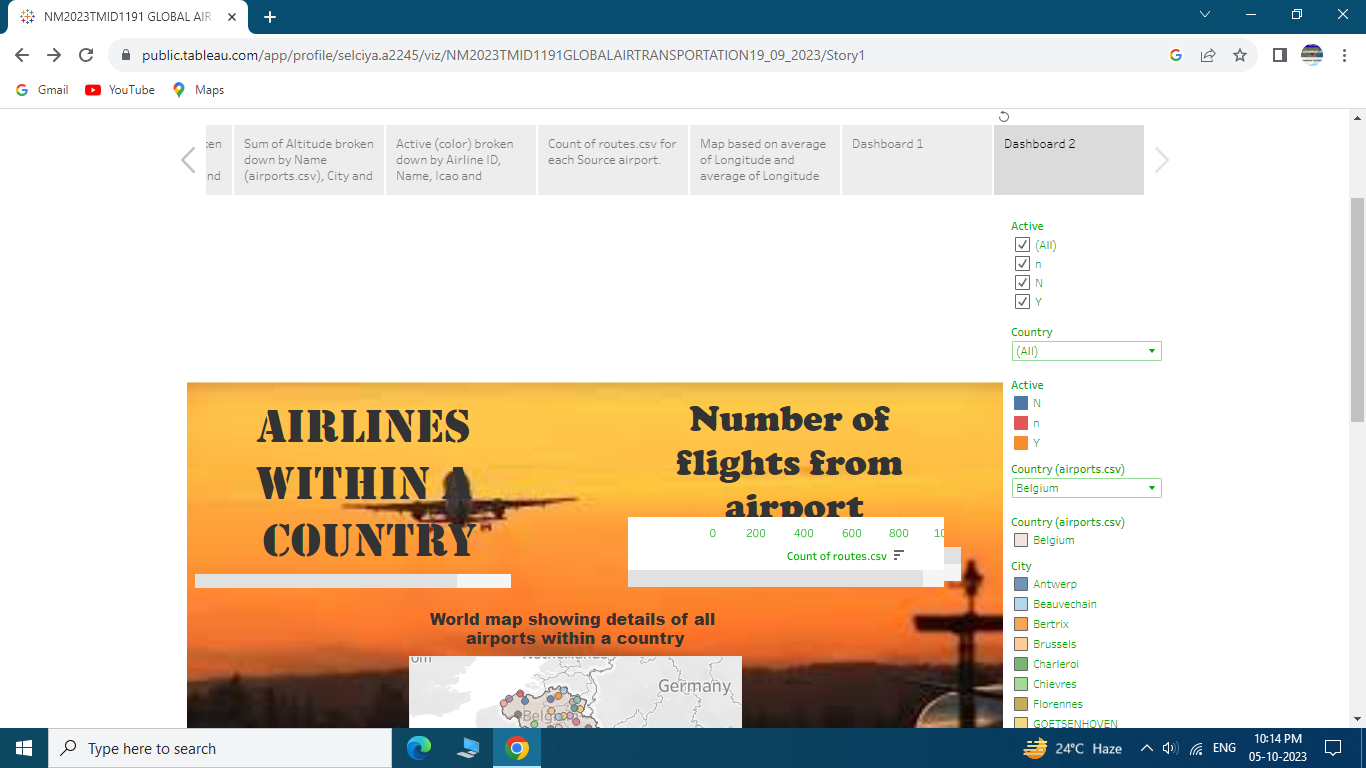 NM2023TMID1191 GLOBAL AIR
public.tableau.com/app/profile/selciya.a2245/viz/NM2023TMID1191GLOBALAIRTRANSPORTATION19_09_2023/Story1
Gmail YouTube Maps
ken
nd
Sum of Altitude broken
down by Name
(airports.csv), City and
Active (color) broken
down by Airline ID,
Name, Icao and
Count of routes.csv for
each Source airport.
Map based on average
of Longitude and
average of Longitude
Dashboard 1
Dashboard 2
Active
(All)
n
N
Y
Country
(All)
Active
N
n
Y
Country (airports.csv)
Belgium
Country (airports.csv)
Belgium
City
Antwerp
Beauvechain
Bertrix
Brussels
Charleroi
Chievres
Florennes
GOETSENHOVEN
AIRLINES
WITHIN A
COUNTRY
Number of
flights from
airport
0 200 400 600 800 10
Count of routes.csv
World map showing details of all
airports within a country
om Netherlands
Germany
Belgium
Type here to search
24°C Haze
ENG
10:14 PM
05-10-2023